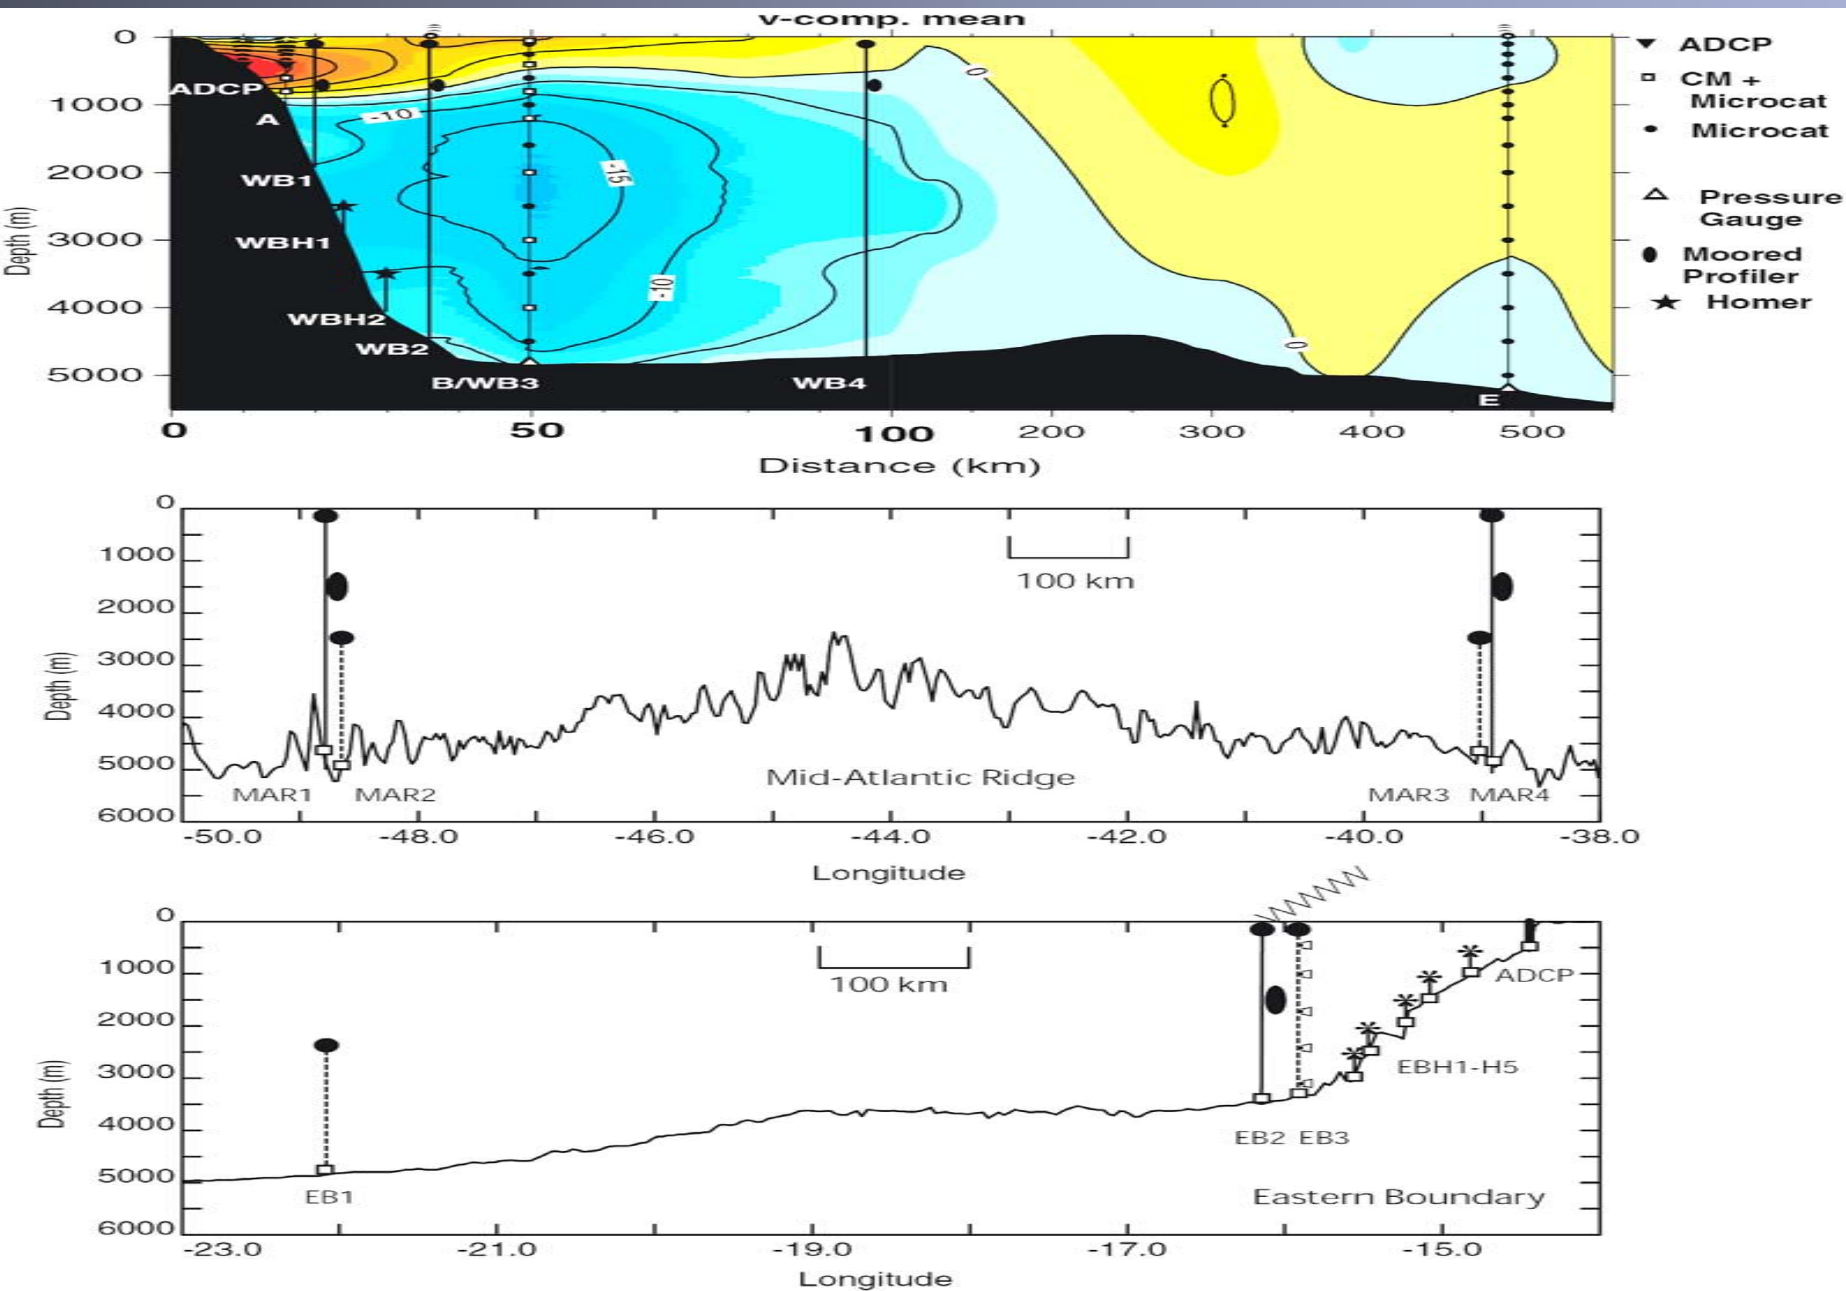 v-comp. mean
0
1000
2000
3000
4000
5000
Depth (m)
ADCP
A
WB1
WBH1
WBH2
WB2
B/WB3
WB4
E
-10
-15
-10
0
0
0 50 100 200 300 400 500
Distance (km)
ADCP
CM +
Microcat
Microcat
Pressure
Gauge
Moored
Profiler
Homer
0
1000
2000
3000
4000
5000
6000
Depth (m)
100 km
Mid-Atlantic Ridge
MAR1 MAR2
MAR3 MAR4
-50.0 -48.0 -46.0 -44.0 -42.0 -40.0 -38.0
Longitude
0
1000
2000
3000
4000
5000
6000
Depth (m)
100 km
ADCP
EBH1-H5
EB2 EB3
EB1
Eastern Boundary
-23.0 -21.0 -19.0 -17.0 -15.0
Longitude